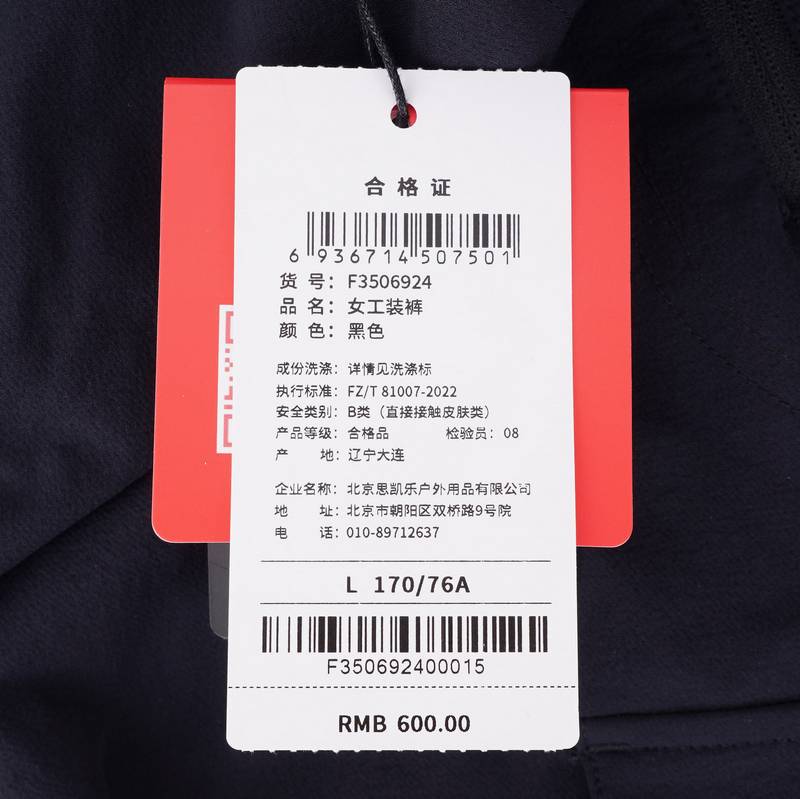 合格证
6 936714 507501
货 号：F3506924
品 名：女工装裤
颜 色：黑色
成份洗涤：详情见洗涤标
执行标准：FZ/T 81007-2022
安全类别：B类（直接接触皮肤类）
产品等级：合格品 检验员：08
产 地：辽宁大连
企业名称：北京思凯乐户外用品有限公司
地 址：北京市朝阳区双桥路9号院
电 话：010-89712637
L 170/76A
F350692400015
RMB 600.00